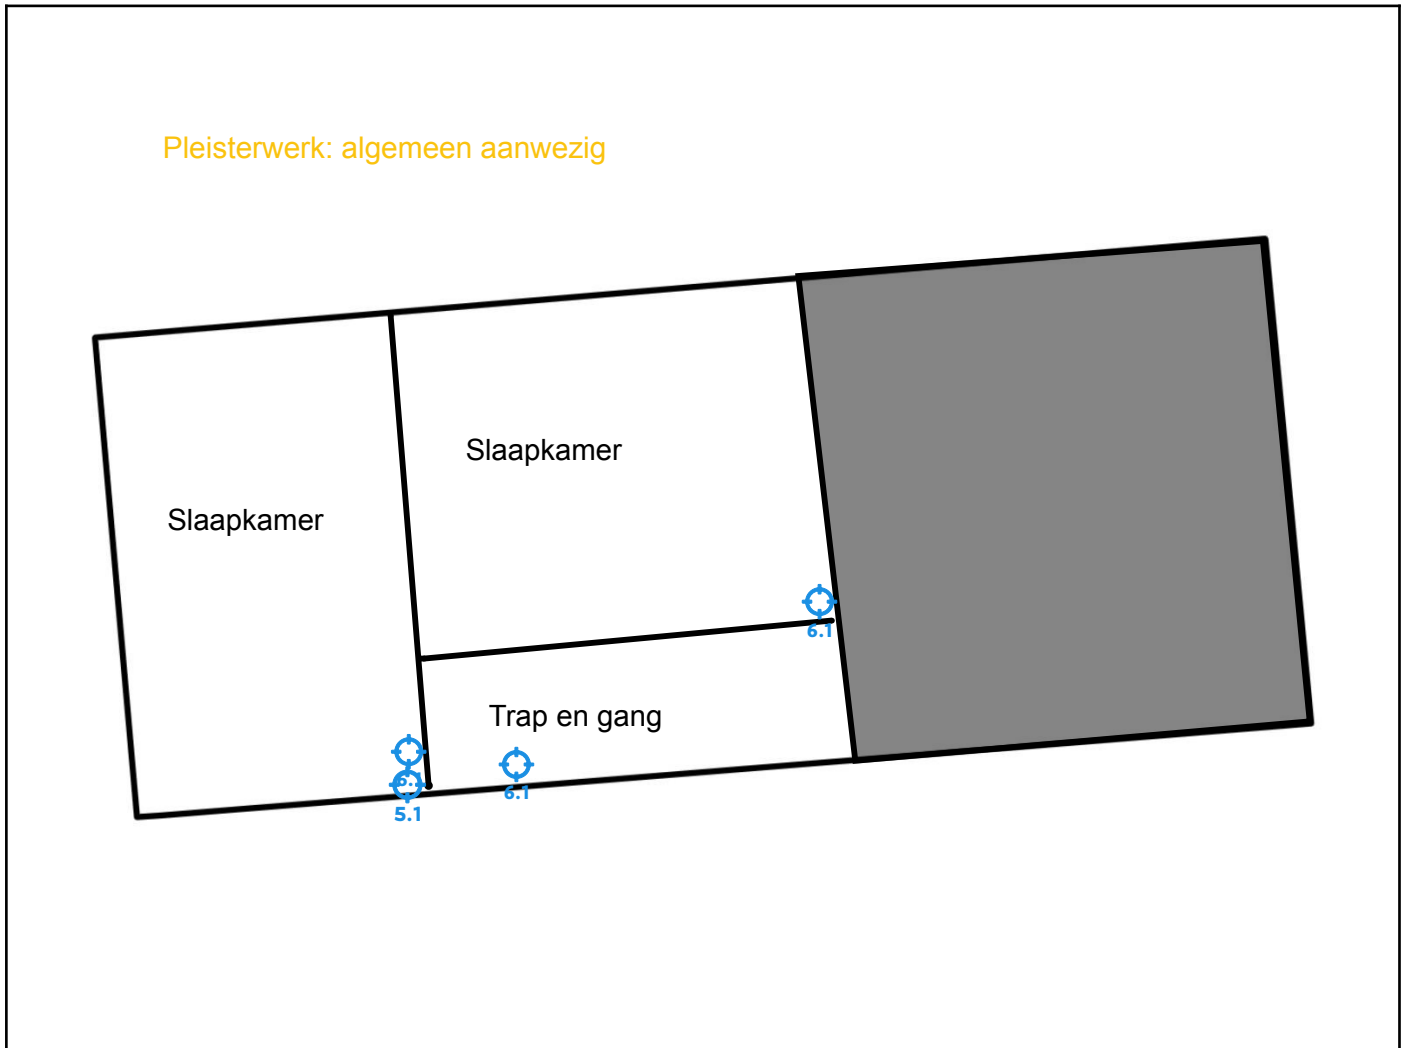 Pleisterwerk: algemeen aanwezig
Slaapkamer
Slaapkamer
6.1
Trap en gang
6.1
5.1